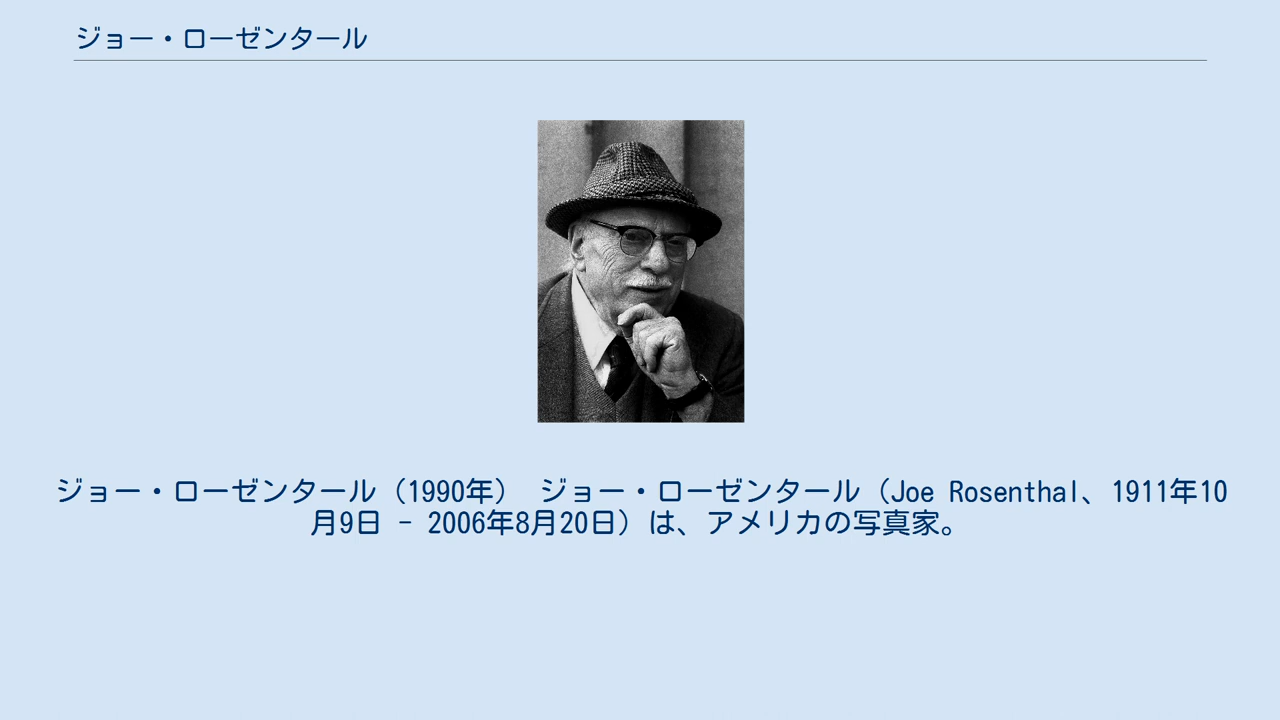 ジョー・ローゼンタール
ジョー・ローゼンタール（1990年） ジョー・ローゼンタール（Joe Rosenthal、1911年10
月9日 - 2006年8月20日）は、アメリカの写真家。